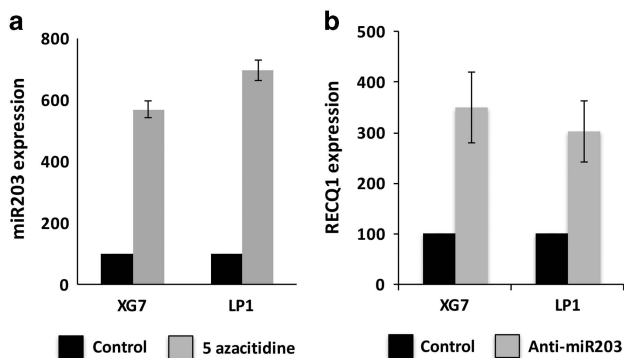 a
miR203 expression
800
600
400
200
0
XG7 LP1
Control 5 azacitidine
b
RECQ1 expression
500
400
300
200
100
0
XG7 LP1
Control Anti-miR203